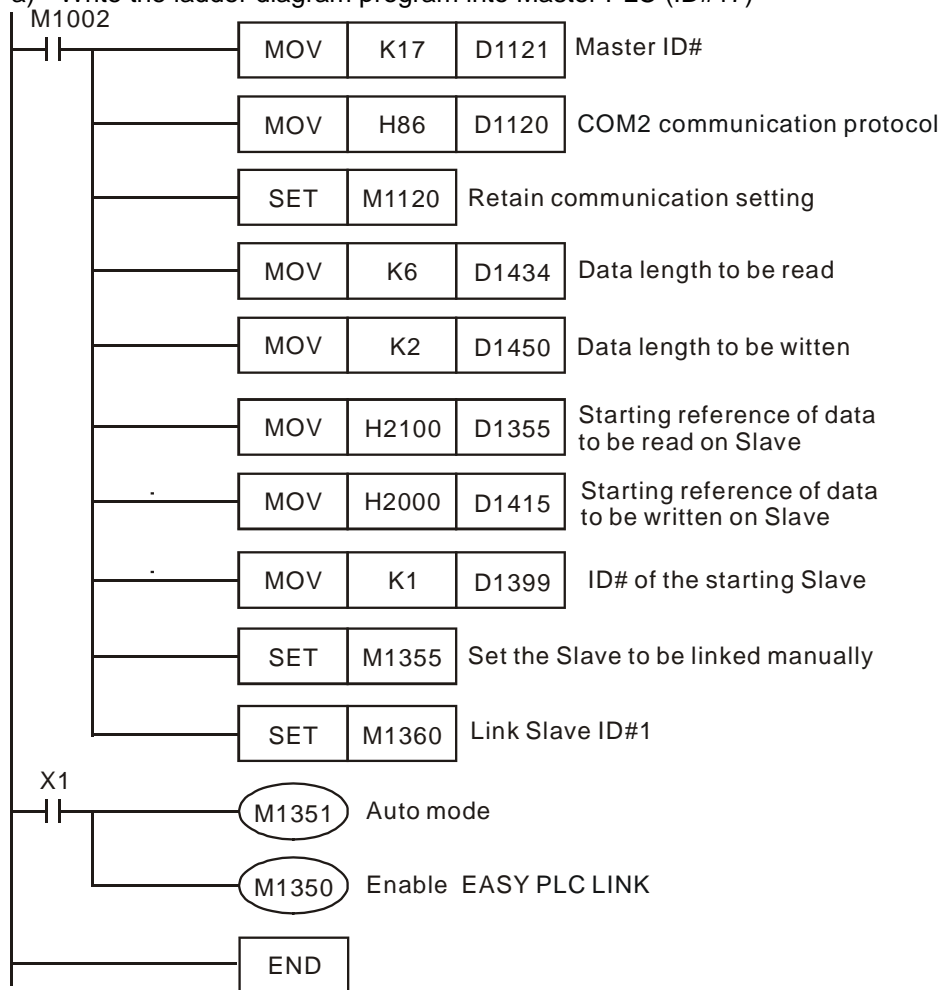 a) Write the ladder diagram program into Master PLC (ID#17)
M1002
MOV K17 D1121 Master ID#
MOV H86 D1120 COM2 communication protocol
SET M1120 Retain communication setting
MOV K6 D1434 Data length to be read
MOV K2 D1450 Data length to be witten
MOV H2100 D1355 Starting reference of data
to be read on Slave
MOV H2000 D1415 Starting reference of data
to be written on Slave
MOV K1 D1399 ID# of the starting Slave
SET M1355 Set the Slave to be linked manually
SET M1360 Link Slave ID#1
X1
M1351 Auto mode
M1350 Enable EASY PLC LINK
END